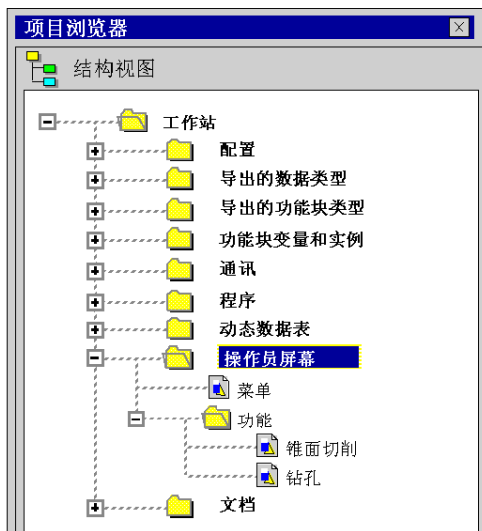 项目浏览器
结构视图
工作站
配置
导出的数据类型
导出的功能块类型
功能块变量和实例
通讯
程序
动态数据表
操作员屏幕
菜单
功能
锥面切削
钻孔
文档